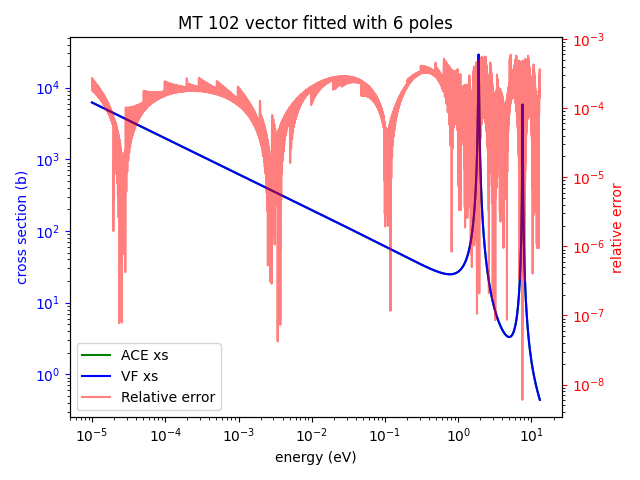 MT 102 vector fitted with 6 poles
cross section (b)
10^4
10^3
10^2
10^1
10^0
10^-3
10^-4
10^-5
10^-6
10^-7
10^-8
relative error
ACE xs
VF xs
Relative error
10^-5 10^-4 10^-3 10^-2 10^-1 10^0 10^1
energy (eV)